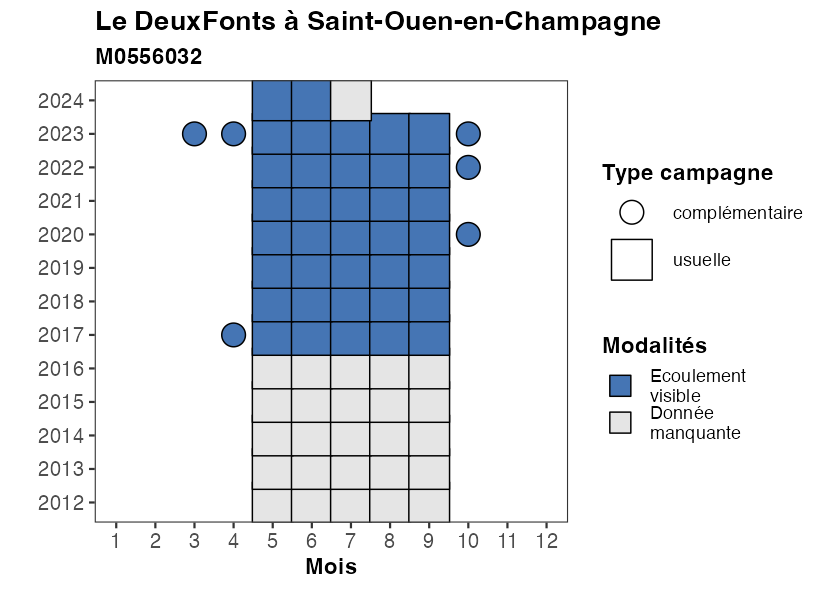 Le DeuxFonts à Saint-Ouen-en-Champagne
M0556032
2024
2023
2022
2021
2020
2019
2018
2017
2016
2015
2014
2013
2012
1 2 3 4 5 6 7 8 9 10 11 12
Mois
Type campagne
complémentaire
usuelle
Modalités
Ecoulement
visible
Donnée
manquante